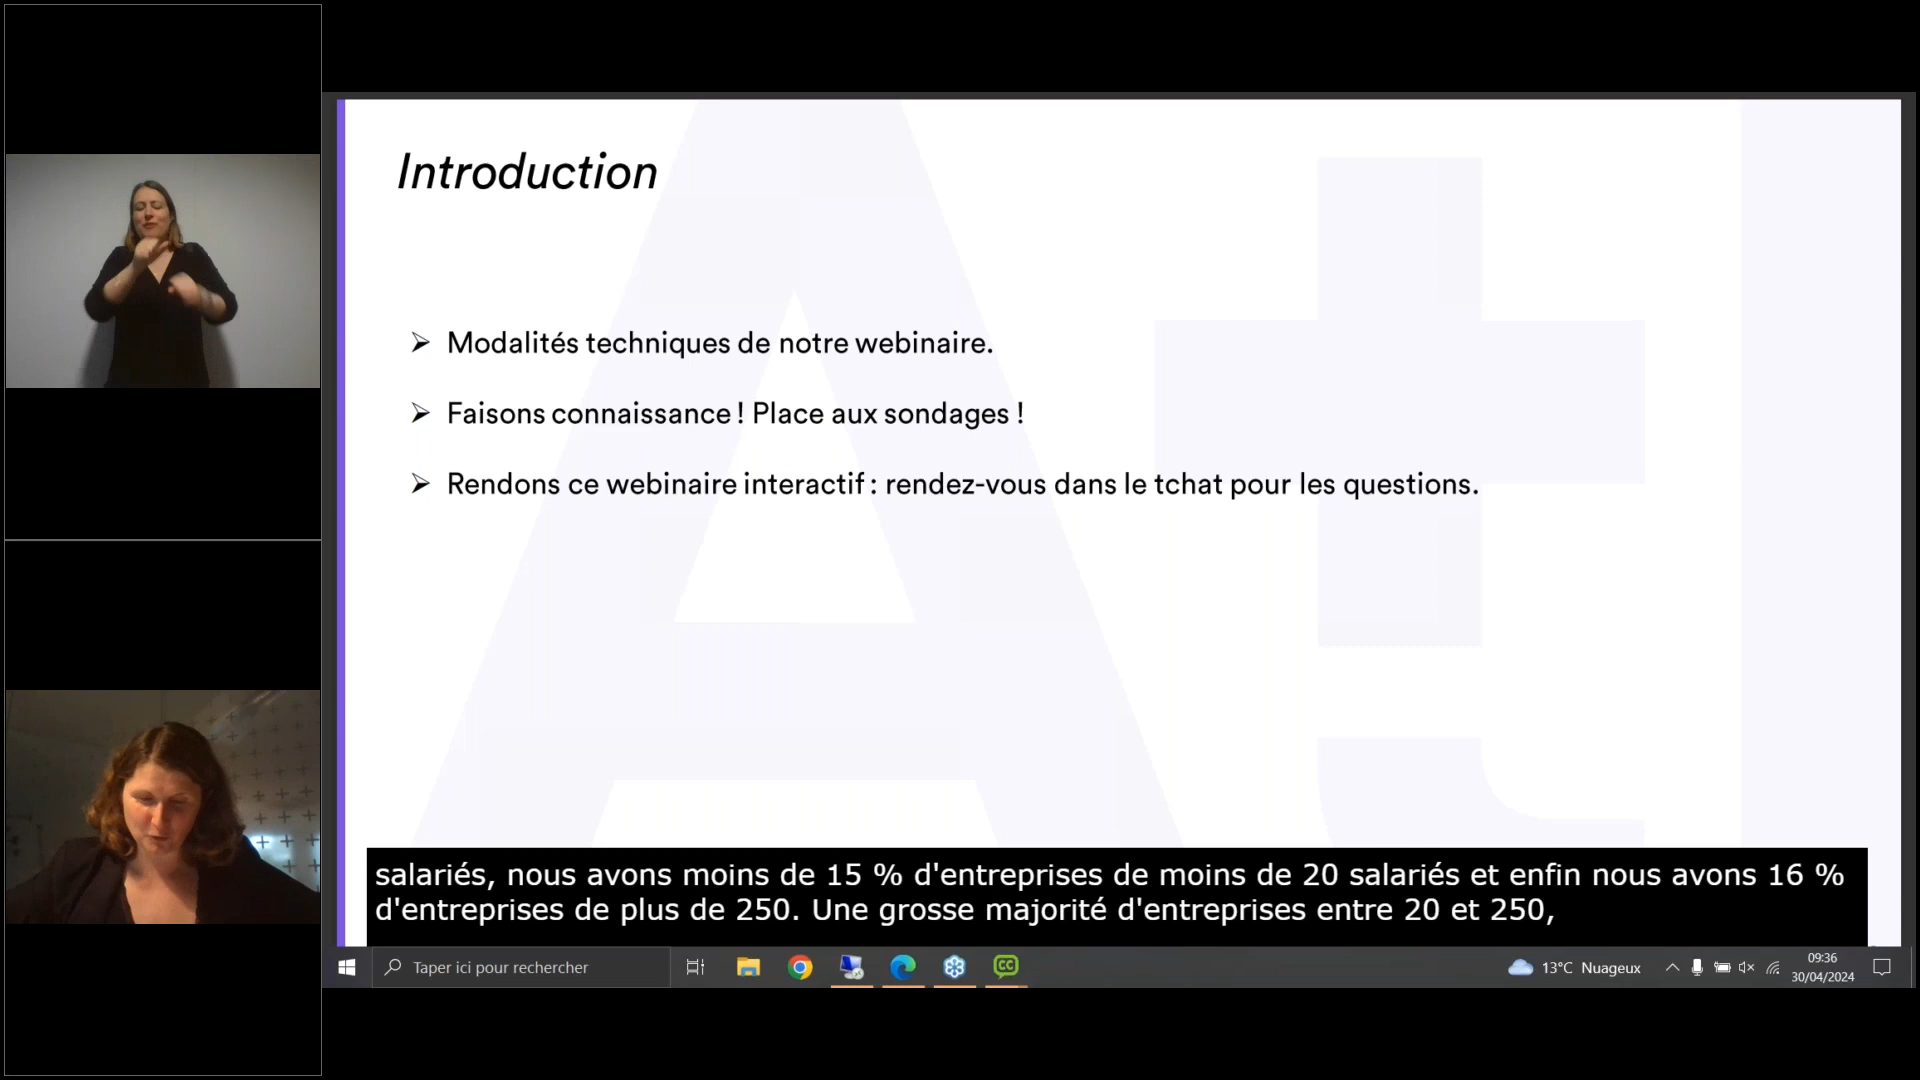 Introduction
➢ Modalités techniques de notre webinaire.
➢ Faisons connaissance ! Place aux sondages !
➢ Rendons ce webinaire interactif : rendez-vous dans le tchat pour les questions.
salariés, nous avons moins de 15 % d'entreprises de moins de 20 salariés et enfin nous avons 16 %
d'entreprises de plus de 250. Une grosse majorité d'entreprises entre 20 et 250,
Taper ici pour rechercher
CC
13°C Nuageux
09:36
30/04/2024